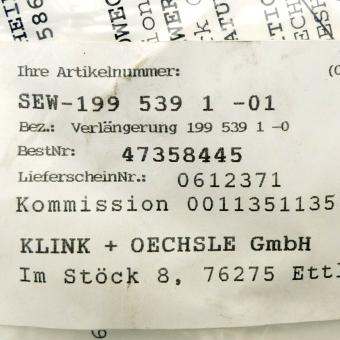 Ihre Artikelnummer:
SEW-199 539 1 -01
Bez.: Verlängerung 199 539 1 -0
BestNr: 47358445
LieferscheinNr.: 0612371
Kommission 0011351135
KLINK + OECHSLE GmbH
Im Stöck 8, 76275 Ettl